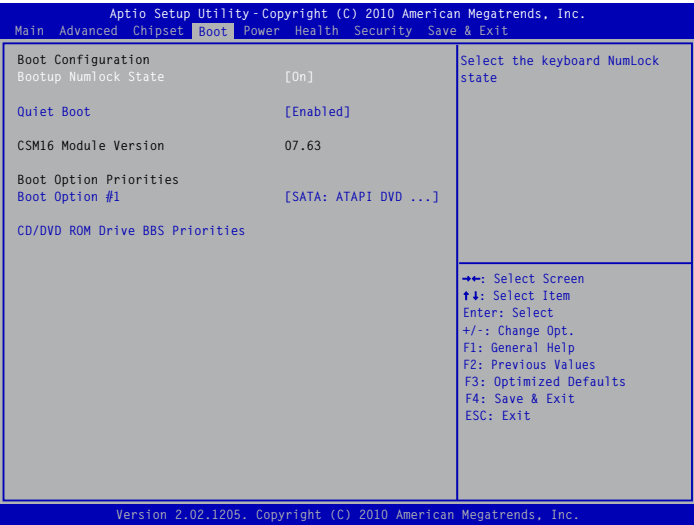 Aptio Setup Utility - Copyright (C) 2010 American Megatrends, Inc.
Main Advanced Chipset Boot Power Health Security Save & Exit
Boot Configuration
Bootup Numlock State [On]
Quiet Boot [Enabled]
CSM16 Module Version 07.63
Boot Option Priorities
Boot Option #1 [SATA: ATAPI DVD ...]
CD/DVD ROM Drive BBS Priorities
Select the keyboard NumLock
state
→←: Select Screen
↑↓: Select Item
Enter: Select
+/-: Change Opt.
F1: General Help
F2: Previous Values
F3: Optimized Defaults
F4: Save & Exit
ESC: Exit
Version 2.02.1205. Copyright (C) 2010 American Megatrends, Inc.